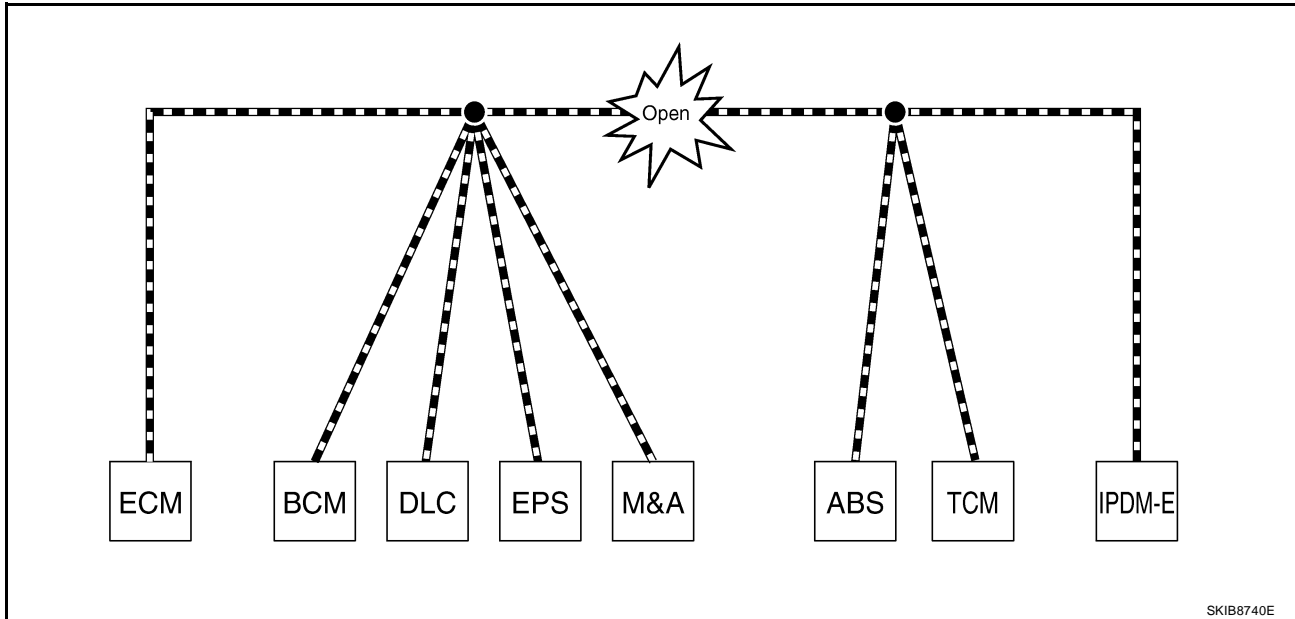 Open
ECM
BCM
DLC
EPS
M&A
ABS
TCM
IPDM-E
SKIB8740E